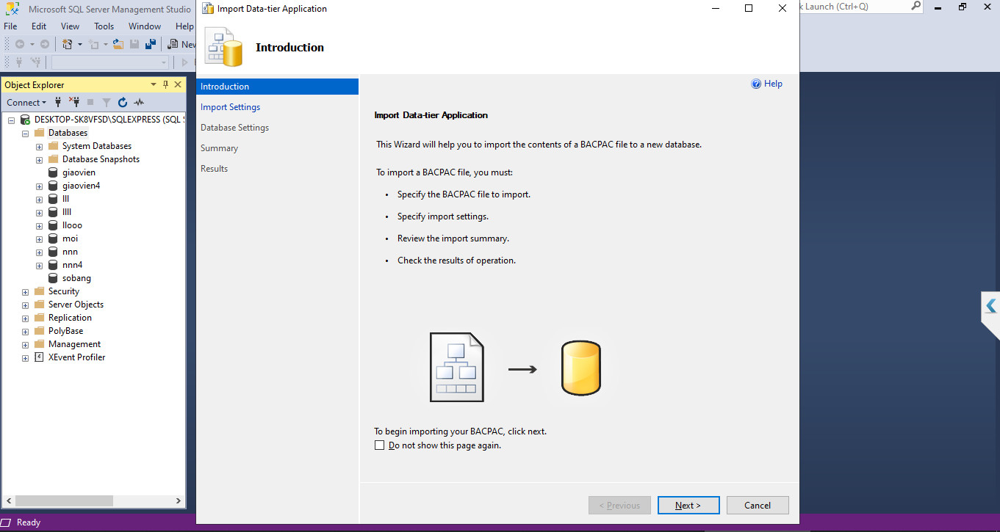 Microsoft SQL Server Management Studio
Import Data-tier Application
k Launch (Ctrl+Q)
File Edit View Tools Window Help
New
Introduction
Object Explorer
Connect
DESKTOP-SK8VFSD\SQLEXPRESS (SQL S
Databases
System Databases
Database Snapshots
giaovien
giaovien4
lll
llll
llooo
moi
nnn
nnn4
sobang
Security
Server Objects
Replication
PolyBase
Management
XEvent Profiler
Introduction
Import Settings
Database Settings
Summary
Results
Help
Import Data-tier Application
This Wizard will help you to import the contents of a BACPAC file to a new database.
To import a BACPAC file, you must:
• Specify the BACPAC file to import.
• Specify import settings.
• Review the import summary.
• Check the results of operation.
To begin importing your BACPAC, click next.
Do not show this page again.
< Previous Next > Cancel
Ready